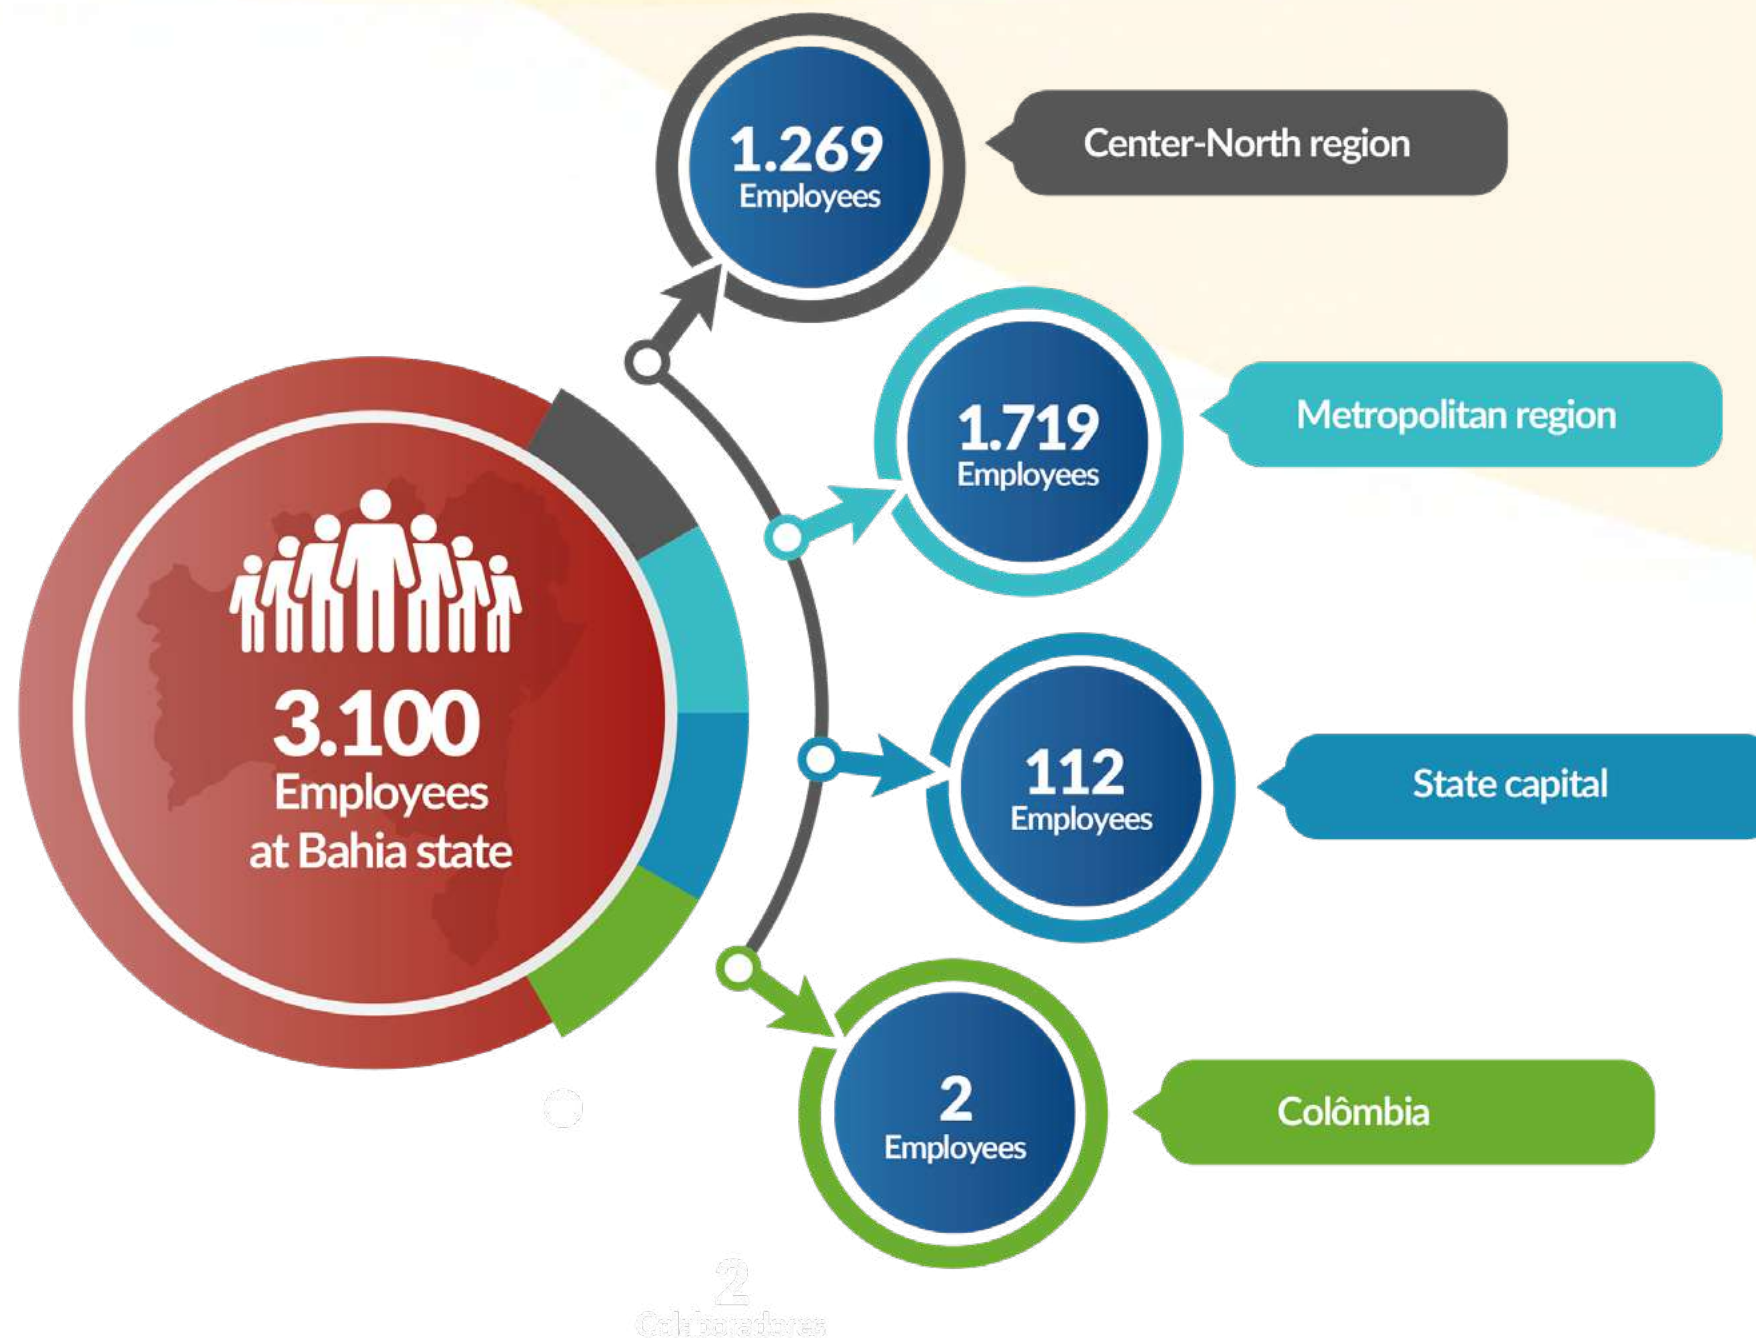 1.269
Employees
Center-North region
1.719
Employees
Metropolitan region
3.100
Employees
at Bahia state
112
Employees
State capital
2
Employees
Colômbia
2
Colaboradores